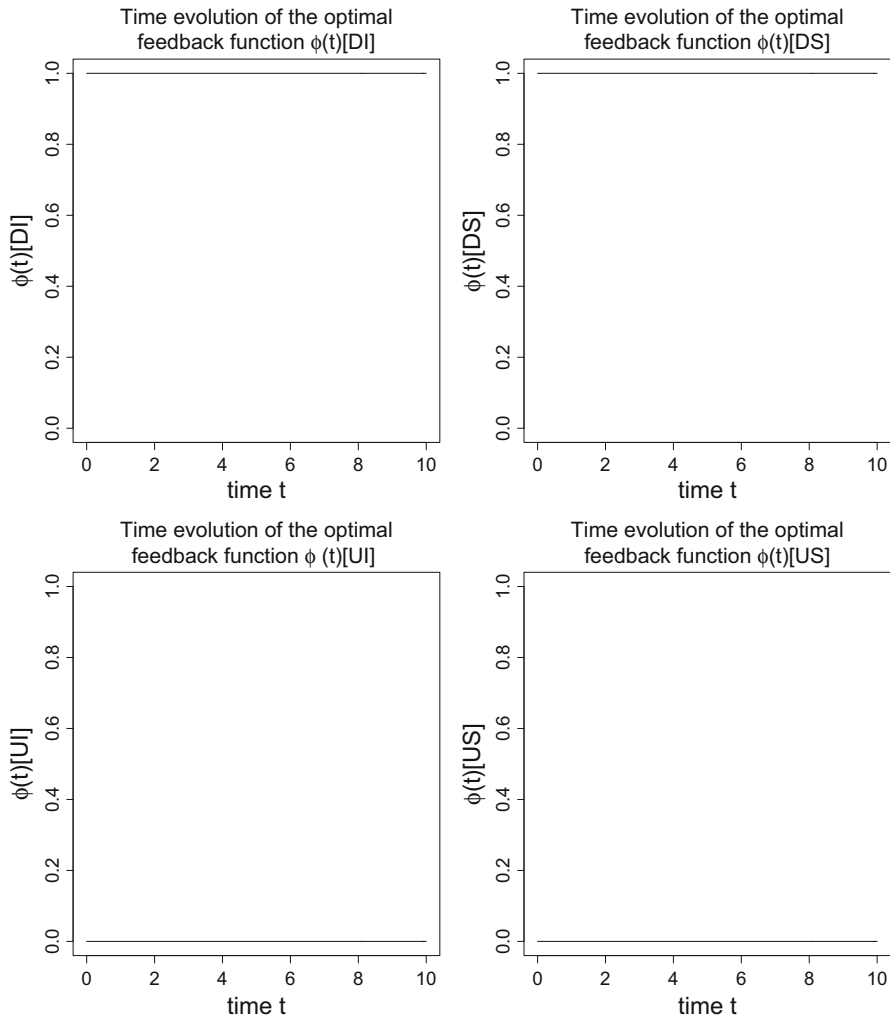 Time evolution of the optimal
feedback function ϕ(t)[DI]
1.0
0.8
0.6
0.4
0.2
0.0
ϕ(t)[DI]
0 2 4 6 8 10
time t
Time evolution of the optimal
feedback function ϕ(t)[DS]
1.0
0.8
0.6
0.4
0.2
0.0
ϕ(t)[DS]
0 2 4 6 8 10
time t
Time evolution of the optimal
feedback function ϕ (t)[UI]
1.0
0.8
0.6
0.4
0.2
0.0
ϕ(t)[UI]
0 2 4 6 8 10
time t
Time evolution of the optimal
feedback function ϕ(t)[US]
1.0
0.8
0.6
0.4
0.2
0.0
ϕ(t)[US]
0 2 4 6 8 10
time t